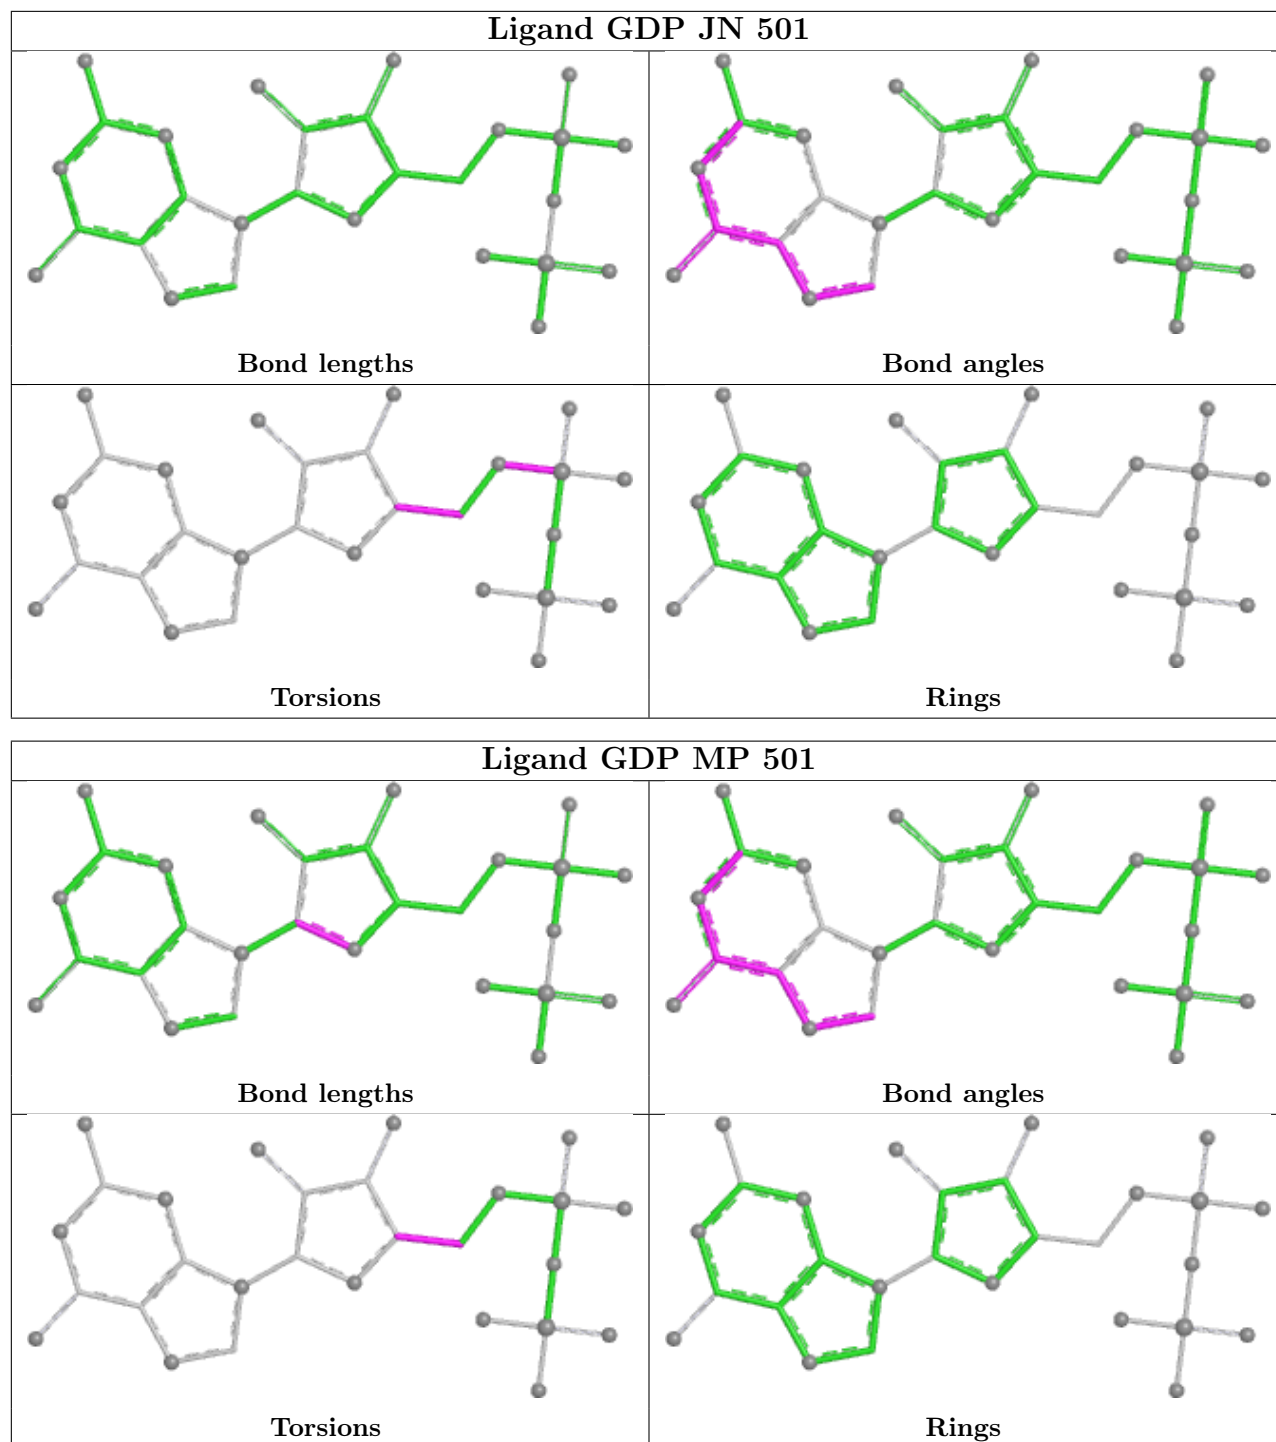 Ligand GDP JN 501
Bond lengths Bond angles
Torsions Rings
Ligand GDP MP 501
Bond lengths Bond angles
Torsions Rings